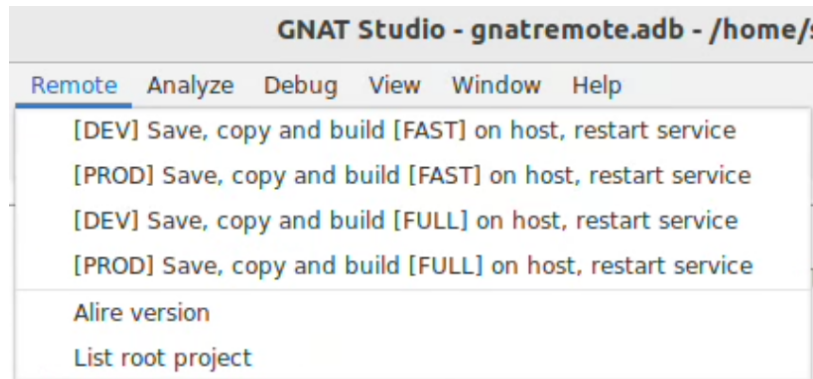 GNAT Studio - gnatremote.adb - /home/
Remote Analyze Debug View Window Help
[DEV] Save, copy and build [FAST] on host, restart service
[PROD] Save, copy and build [FAST] on host, restart service
[DEV] Save, copy and build [FULL] on host, restart service
[PROD] Save, copy and build [FULL] on host, restart service
Alire version
List root project